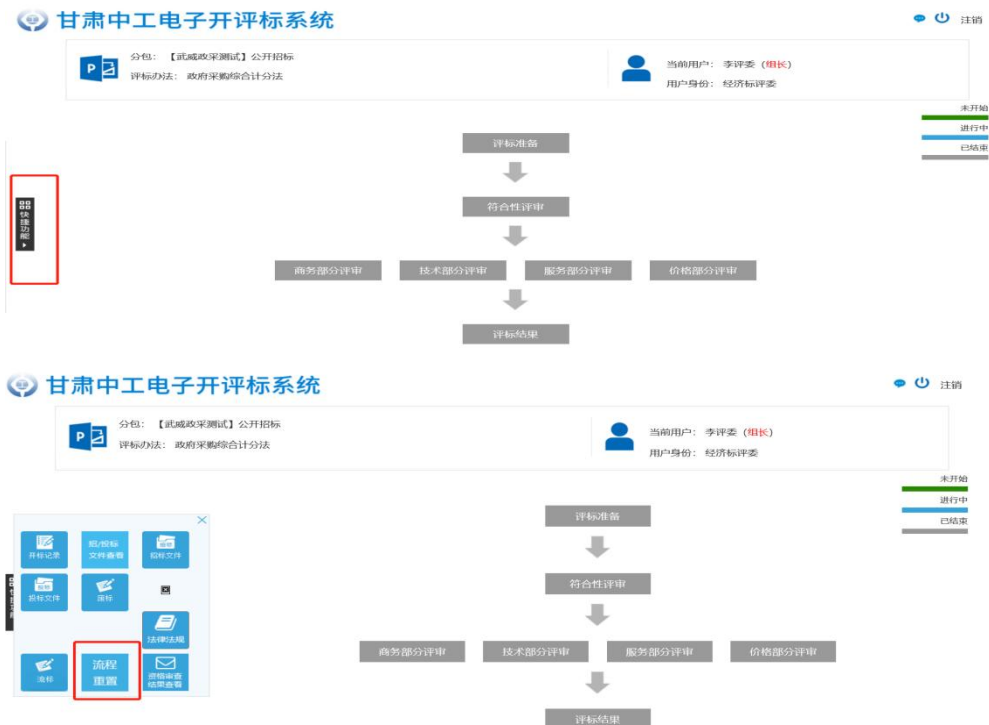 甘肃中工电子开评标系统
注销
分包： 【武威政采测试】公开招标
评标办法： 政府采购综合计分法
当前用户： 李评委（组长）
用户身份： 经济标评委
未开始
进行中
已结束
评标准备
快捷功能
符合性评审
商务部分评审 技术部分评审 服务部分评审 价格部分评审
评标结果
甘肃中工电子开评标系统
注销
分包： 【武威政采测试】公开招标
评标办法： 政府采购综合计分法
当前用户： 李评委（组长）
用户身份： 经济标评委
未开始
进行中
已结束
评标准备
开标记录
招/投标
文件查看
招标文件
投标文件
废标
符合性评审
法律法规
商务部分评审 技术部分评审 服务部分评审 价格部分评审
流标
流程
重置
资格审查
结果查看
评标结果